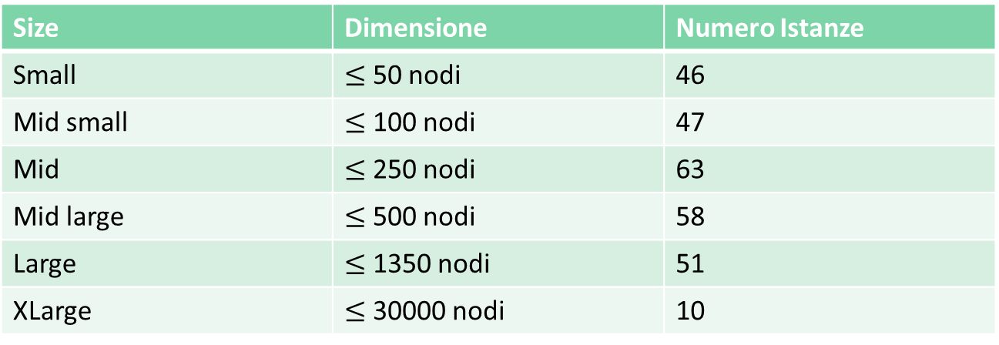 Size Dimensione Numero Istanze
Small ≤ 50 nodi 46
Mid small ≤ 100 nodi 47
Mid ≤ 250 nodi 63
Mid large ≤ 500 nodi 58
Large ≤ 1350 nodi 51
XLarge ≤ 30000 nodi 10